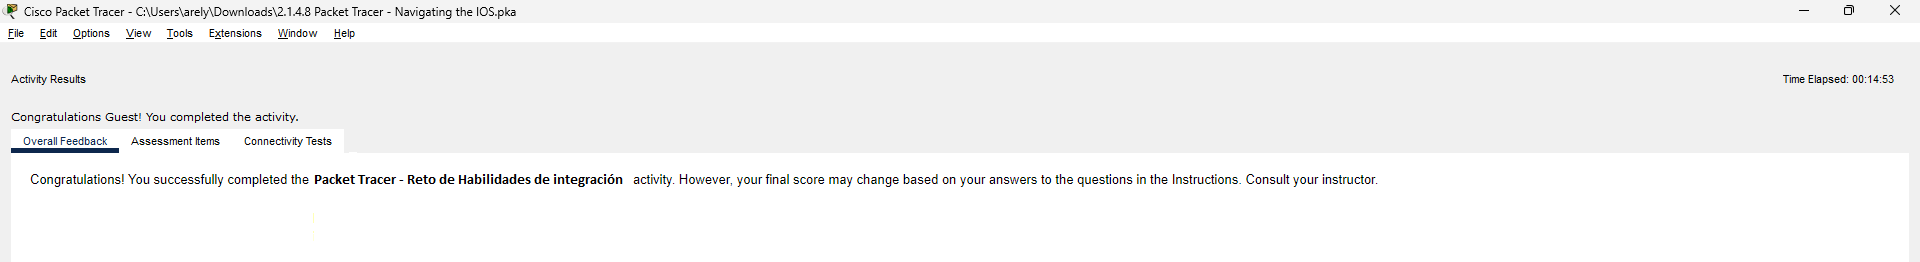 Cisco Packet Tracer - C:\Users\arely\Downloads\2.1.4.8 Packet Tracer - Navigating the IOS.pka
File Edit Options View Tools Extensions Window Help
Activity Results Time Elapsed: 00:14:53
Congratulations Guest! You completed the activity.
Overall Feedback Assessment Items Connectivity Tests
Congratulations! You successfully completed the Packet Tracer - Reto de Habilidades de integración activity. However, your final score may change based on your answers to the questions in the Instructions. Consult your instructor.